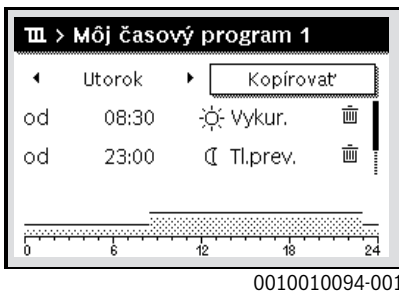 > Môj časový program 1
Utorok Kopírovať
od 08:30 Vykur.
od 23:00 Tl.prev.
0 6 12 18 24
0010010094-001